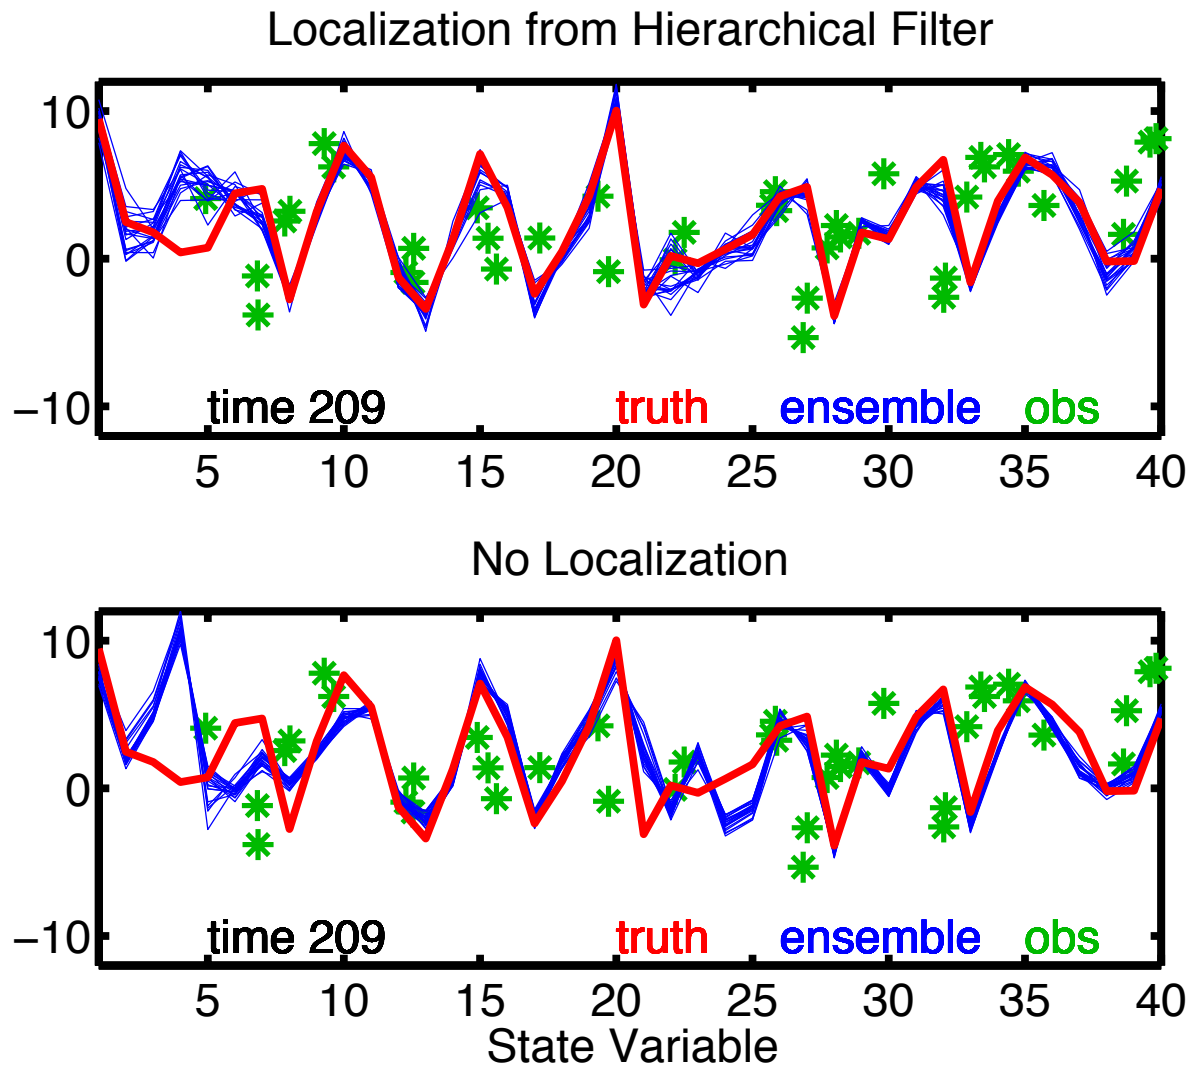 Localization from Hierarchical Filter
10
0
−10
time 209 truth ensemble obs
5 10 15 20 25 30 35 40
No Localization
10
0
−10
time 209 truth ensemble obs
5 10 15 20 25 30 35 40
State Variable